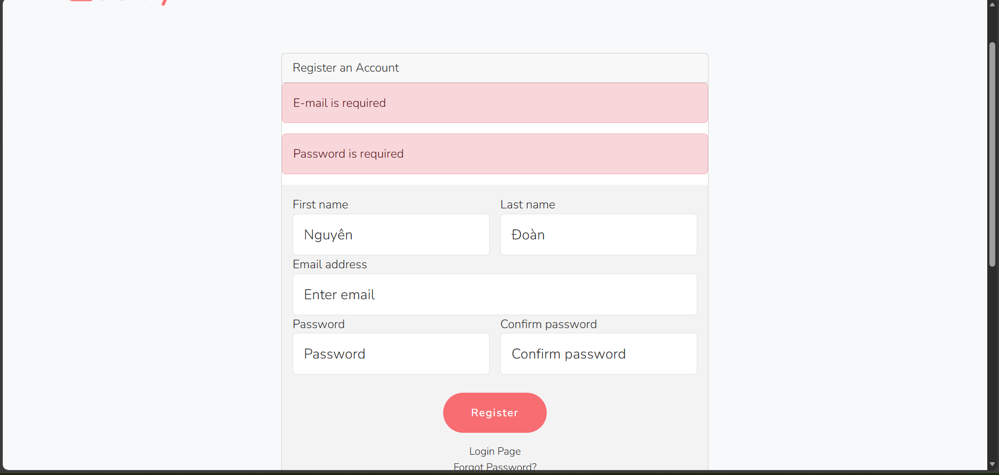 Register an Account
E-mail is required
Password is required
First name Last name
Nguyên Đoàn
Email address
Enter email
Password Confirm password
Password Confirm password
Register
Login Page
Forgot Password?